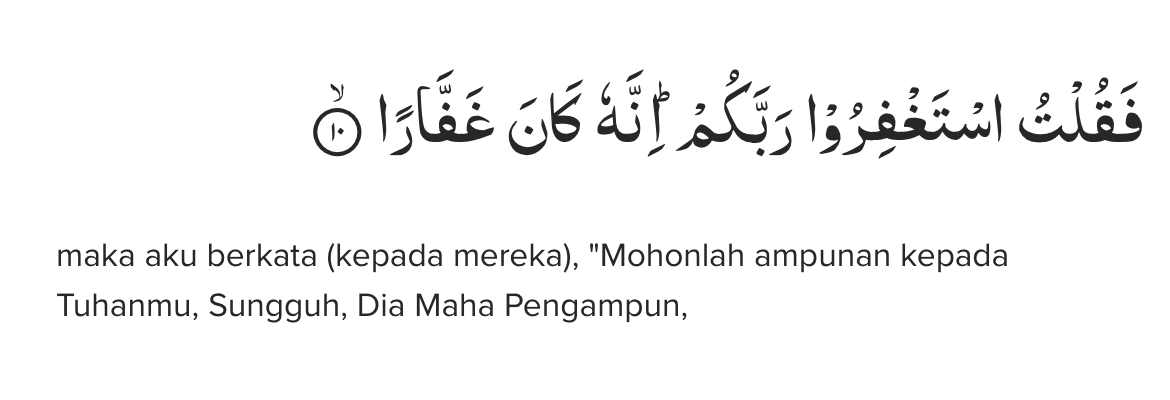 فَقُلْتُ اسْتَغْفِرُوْا رَبَّكُمْ اِنَّهٗ كَانَ غَفَّارًاۙ ١٠
maka aku berkata (kepada mereka), "Mohonlah ampunan kepada
Tuhanmu, Sungguh, Dia Maha Pengampun,